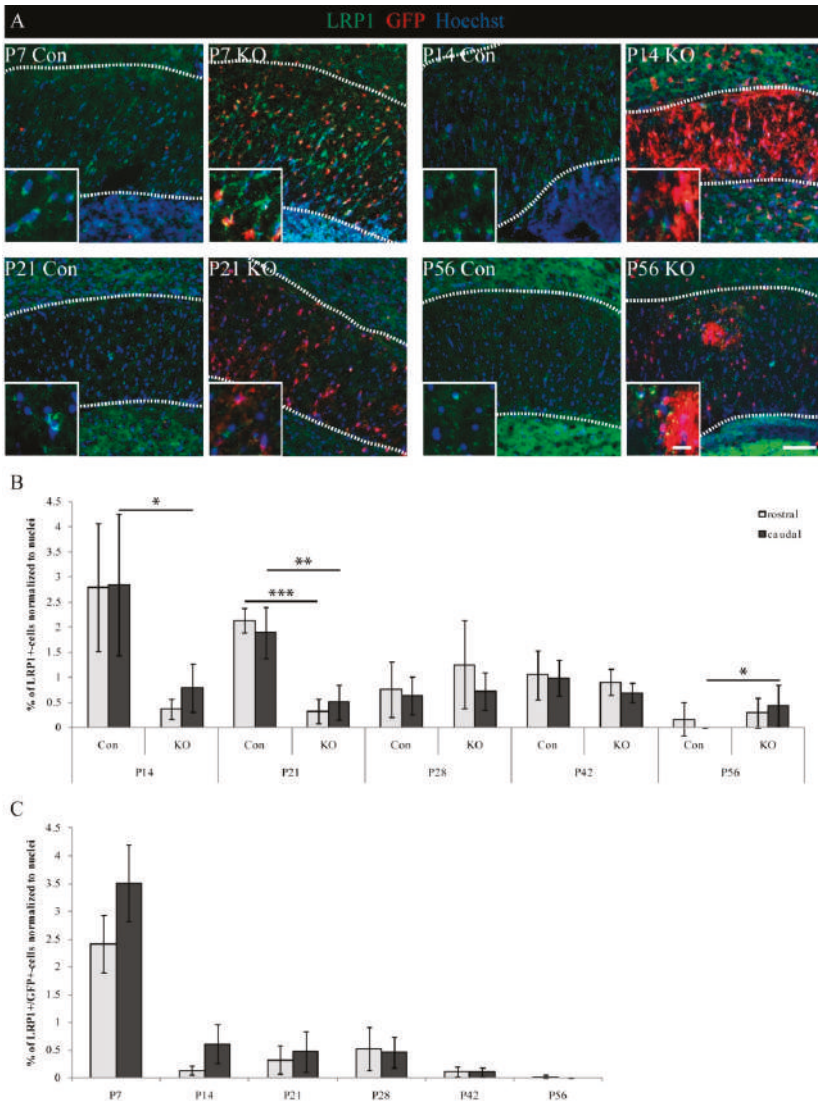 A LRP1 GFP Hoechst
P7 Con P7 KO P14 Con P14 KO
P21 Con P21 KO P56 Con P56 KO
B
% of LRP1+-cells normalized to nuclei
4.5
4
3.5
3
2.5
2
1.5
1
0.5
0
* *** ** *
rostral
caudal
Con KO Con KO Con KO Con KO Con KO
P14 P21 P28 P42 P56
C
% of LRP1+/GFP+-cells normalized to nuclei
4.5
4
3.5
3
2.5
2
1.5
1
0.5
0
P7 P14 P21 P28 P42 P56